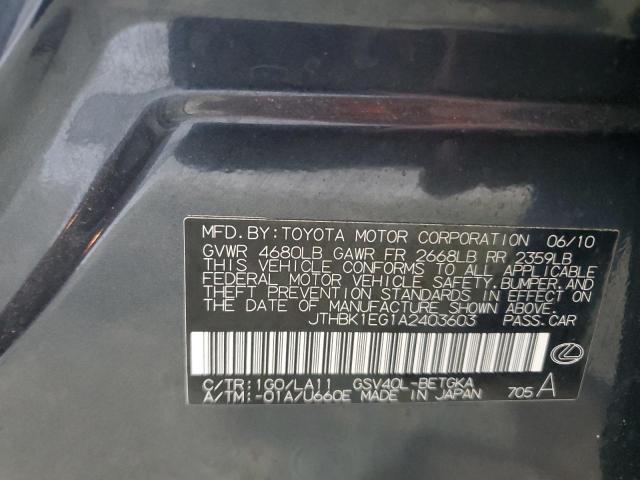 MFD. BY: TOYOTA MOTOR CORPORATION 06/10
GVWR 4680LB GAWR FR 2668LB RR 2359LB
THIS VEHICLE CONFORMS TO ALL APPLICABLE
FEDERAL MOTOR VEHICLE SAFETY, BUMPER, AND
THEFT PREVENTION STANDARDS IN EFFECT ON
THE DATE OF MANUFACTURE SHOWN ABOVE.
JTHBK1EG1A2403603 PASS.CAR
C/TR: 1G0/LA11 GSV40L-BETGKA
A/TM: -01A/U660E MADE IN JAPAN 705 A